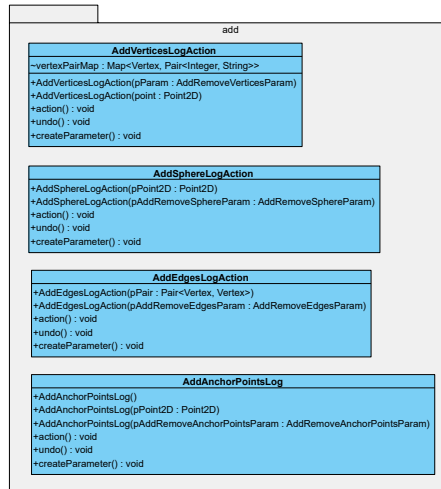 add
AddVerticesLogAction
~vertexPairMap : Map<Vertex, Pair<Integer, String>>
+AddVerticesLogAction(pParam : AddRemoveVerticesParam)
+AddVerticesLogAction(point : Point2D)
+action() : void
+undo() : void
+createParameter() : void
AddSphereLogAction
+AddSphereLogAction(pPoint2D : Point2D)
+AddSphereLogAction(pAddRemoveSphereParam : AddRemoveSphereParam)
+action() : void
+undo() : void
+createParameter() : void
AddEdgesLogAction
+AddEdgesLogAction(pPair : Pair<Vertex, Vertex>)
+AddEdgesLogAction(pAddRemoveEdgesParam : AddRemoveEdgesParam)
+action() : void
+undo() : void
+createParameter() : void
AddAnchorPointsLog
+AddAnchorPointsLog()
+AddAnchorPointsLog(pPoint2D : Point2D)
+AddAnchorPointsLog(pAddRemoveAnchorPointsParam : AddRemoveAnchorPointsParam)
+action() : void
+undo() : void
+createParameter() : void